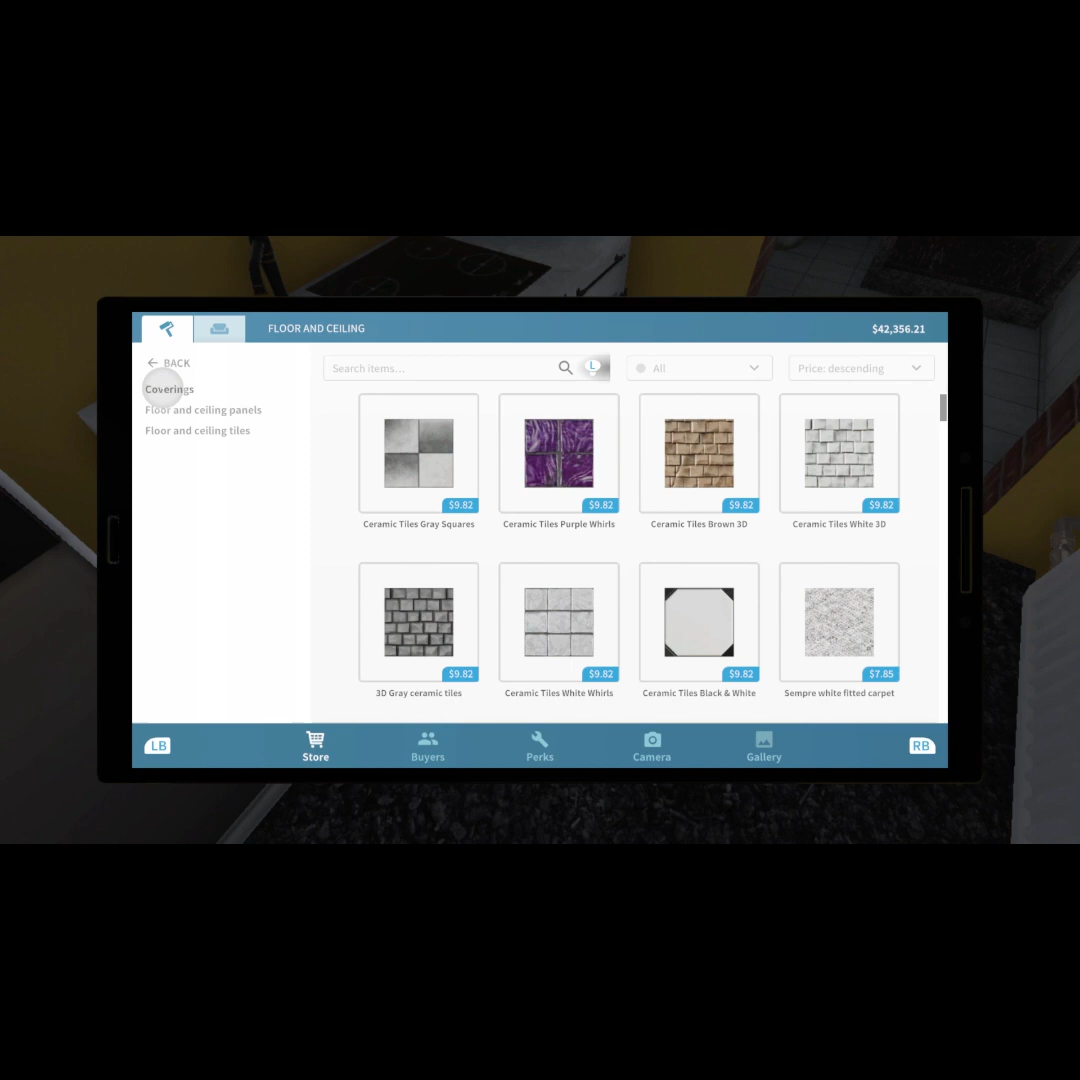 FLOOR AND CEILING
$42,356.21
BACK
Coverings
Floor and ceiling panels
Floor and ceiling tiles
Search items...
L
All
Price: descending
$9.82
$9.82
$9.82
$9.82
Ceramic Tiles Gray Squares
Ceramic Tiles Purple Whirls
Ceramic Tiles Brown 3D
Ceramic Tiles White 3D
$9.82
$9.82
$9.82
$7.85
3D Gray ceramic tiles
Ceramic Tiles White Whirls
Ceramic Tiles Black & White
Sempre white fitted carpet
LB
Store
Buyers
Perks
Camera
Gallery
RB